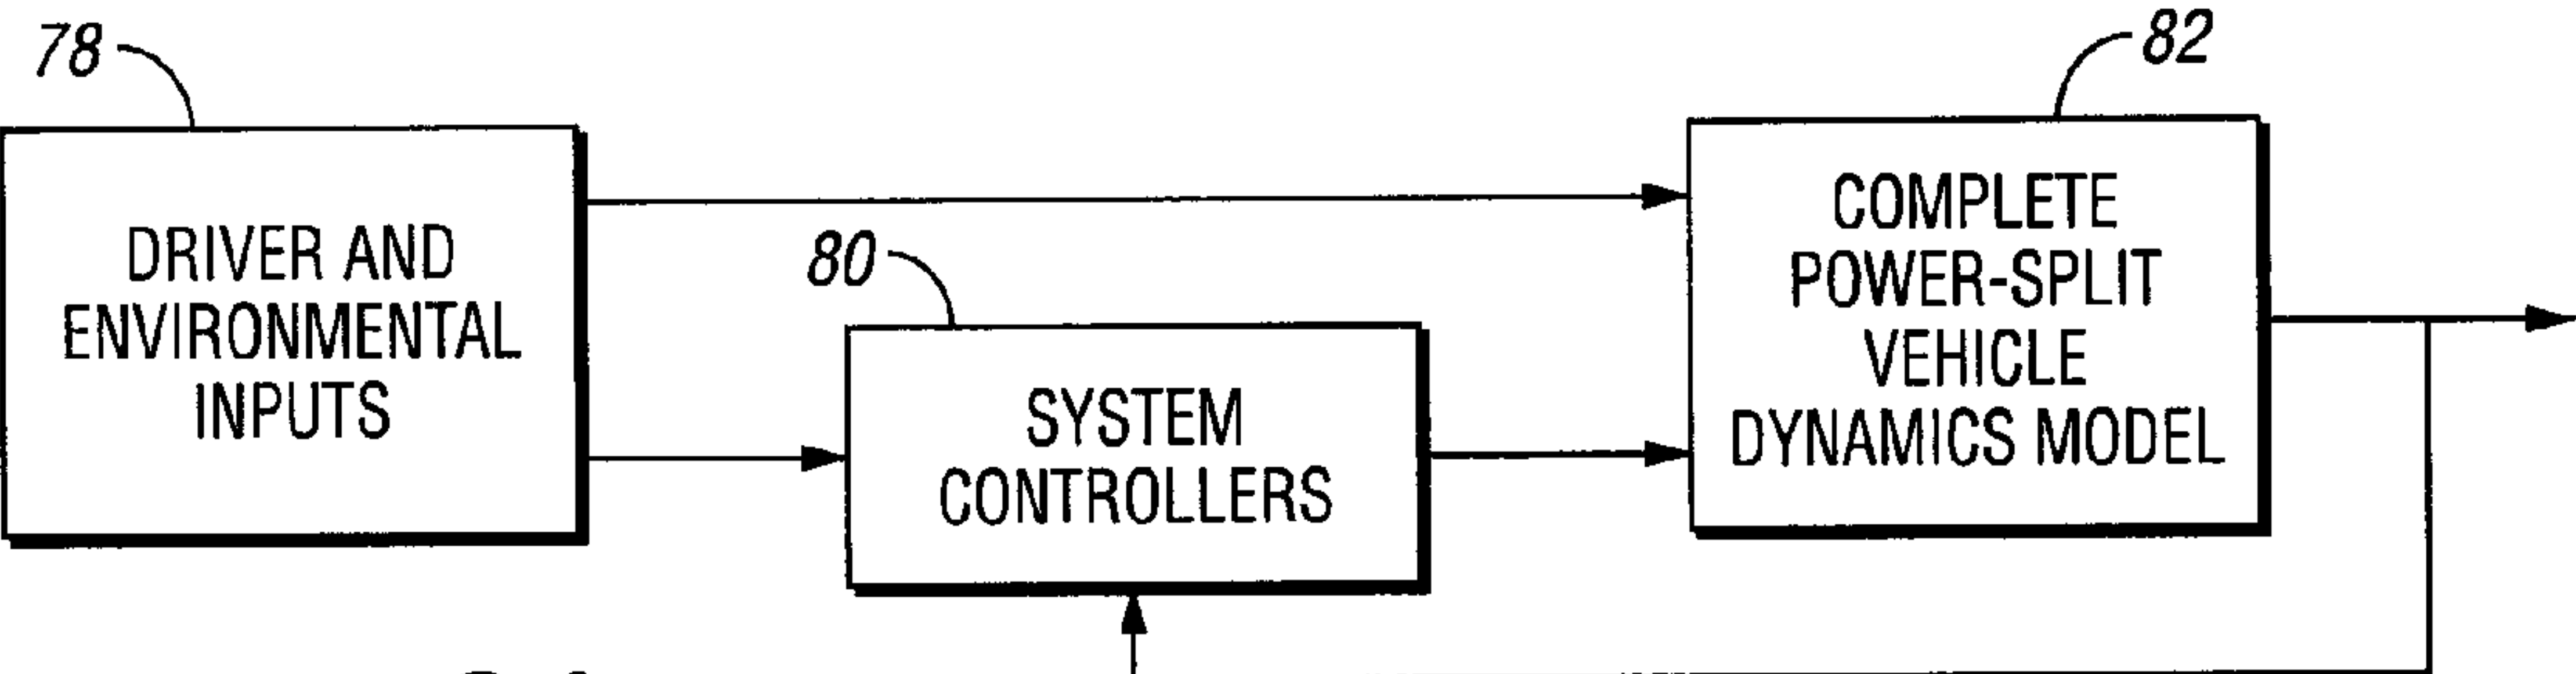 78
DRIVER AND
ENVIRONMENTAL
INPUTS
80
SYSTEM
CONTROLLERS
82
COMPLETE
POWER-SPLIT
VEHICLE
DYNAMICS MODEL